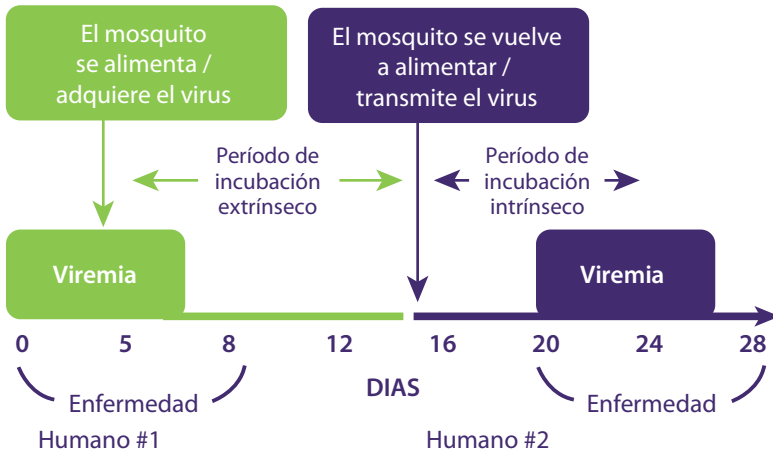 El mosquito
se alimenta /
adquiere el virus
El mosquito se vuelve
a alimentar /
transmite el virus
Período de
incubación
extrínseco
Período de
incubación
intrínseco
Viremia
Viremia
0 5 8 12 16 20 24 28
DIAS
Enfermedad
Enfermedad
Humano #1
Humano #2